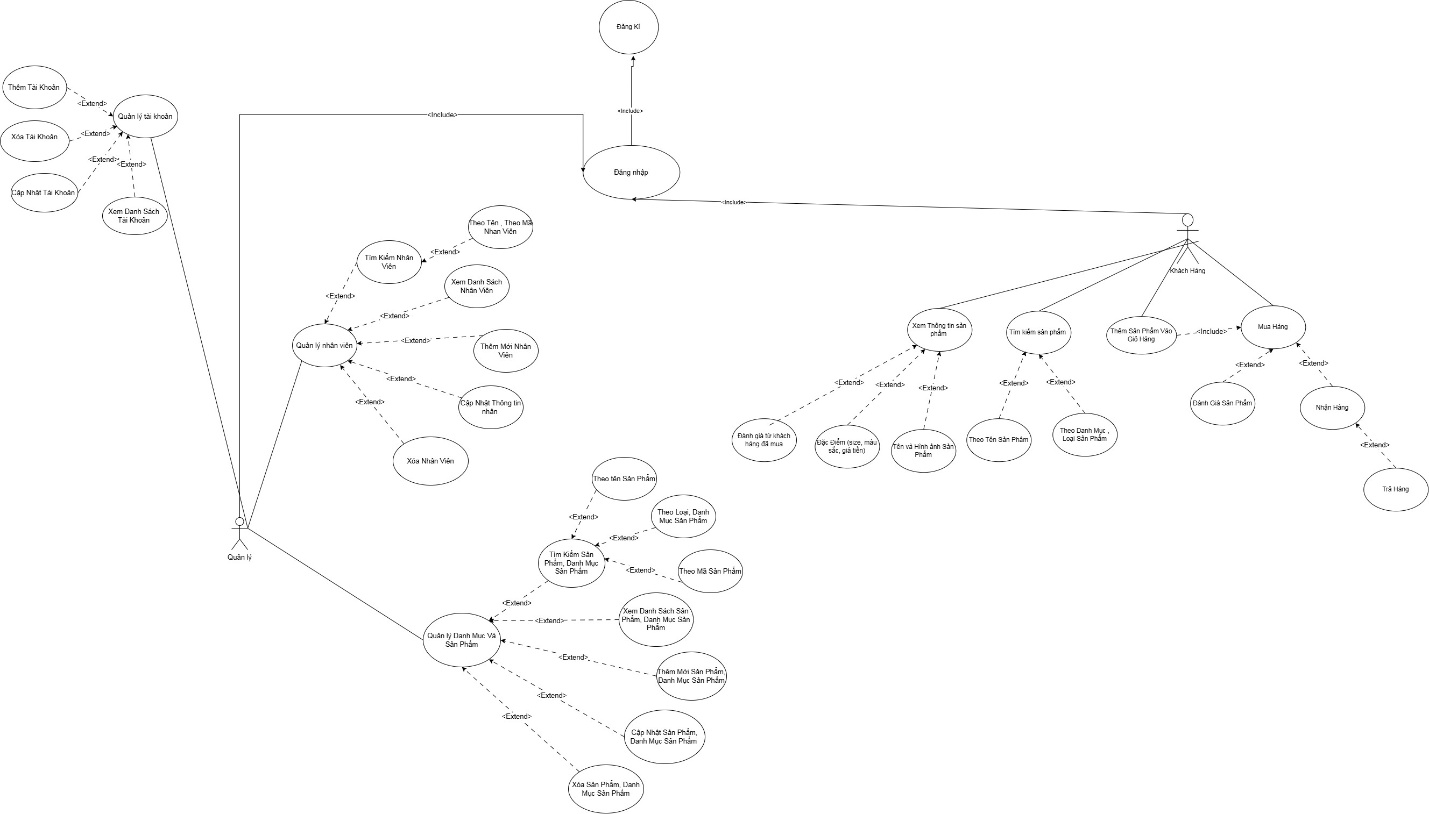 Đăng Kí
<Include>
Đăng nhập
<Include>
<Include>
Thêm Tài Khoản
<Extend>
Quản lý tài khoản
Xóa Tài Khoản
<Extend>
<Extend>
<Extend>
Cập Nhật Tài Khoản
Xem Danh Sách
Tài Khoản
Theo Tên , Theo Mã
Nhan Viên
<Extend>
Tìm Kiếm Nhân
Viên
<Extend>
Xem Danh Sách
Nhân Viên
<Extend>
Quản lý nhân viên
<Extend>
Thêm Mới Nhân
Viên
<Extend>
Cập Nhật Thông tin
nhân
<Extend>
Xóa Nhân Viên
Quản lý
Theo tên Sản Phẩm
<Extend>
Theo Loại, Danh
Mục Sản Phẩm
<Extend>
Tìm Kiếm Sản
Phẩm, Danh Mục
Sản Phẩm
<Extend>
Theo Mã Sản Phẩm
<Extend>
Xem Danh Sách Sản
Phẩm, Danh Mục Sản
Phẩm
<Extend>
Quản lý Danh Mục Và
Sản Phẩm
<Extend>
Thêm Mới Sản Phẩm,
Danh Mục Sản Phẩm
<Extend>
Cập Nhật Sản Phẩm,
Danh Mục Sản Phẩm
<Extend>
Xóa Sản Phẩm, Danh
Mục Sản Phẩm
Khách Hàng
Xem Thông tin sản
phẩm
Tìm kiếm sản phẩm
Thêm Sản Phẩm Vào
Giỏ Hàng
<Include>
Mua Hàng
<Extend>
<Extend>
<Extend>
<Extend>
<Extend>
<Extend>
<Extend>
Đánh giá từ khách
hàng đã mua
Đặc Điểm (size, màu
sắc, giá tiền)
Tên và Hình ảnh Sản
Phẩm
Theo Tên Sản Phẩm
Theo Danh Mục ,
Loại Sản Phẩm
Đánh Giá Sản Phẩm
Nhận Hàng
<Extend>
Trả Hàng